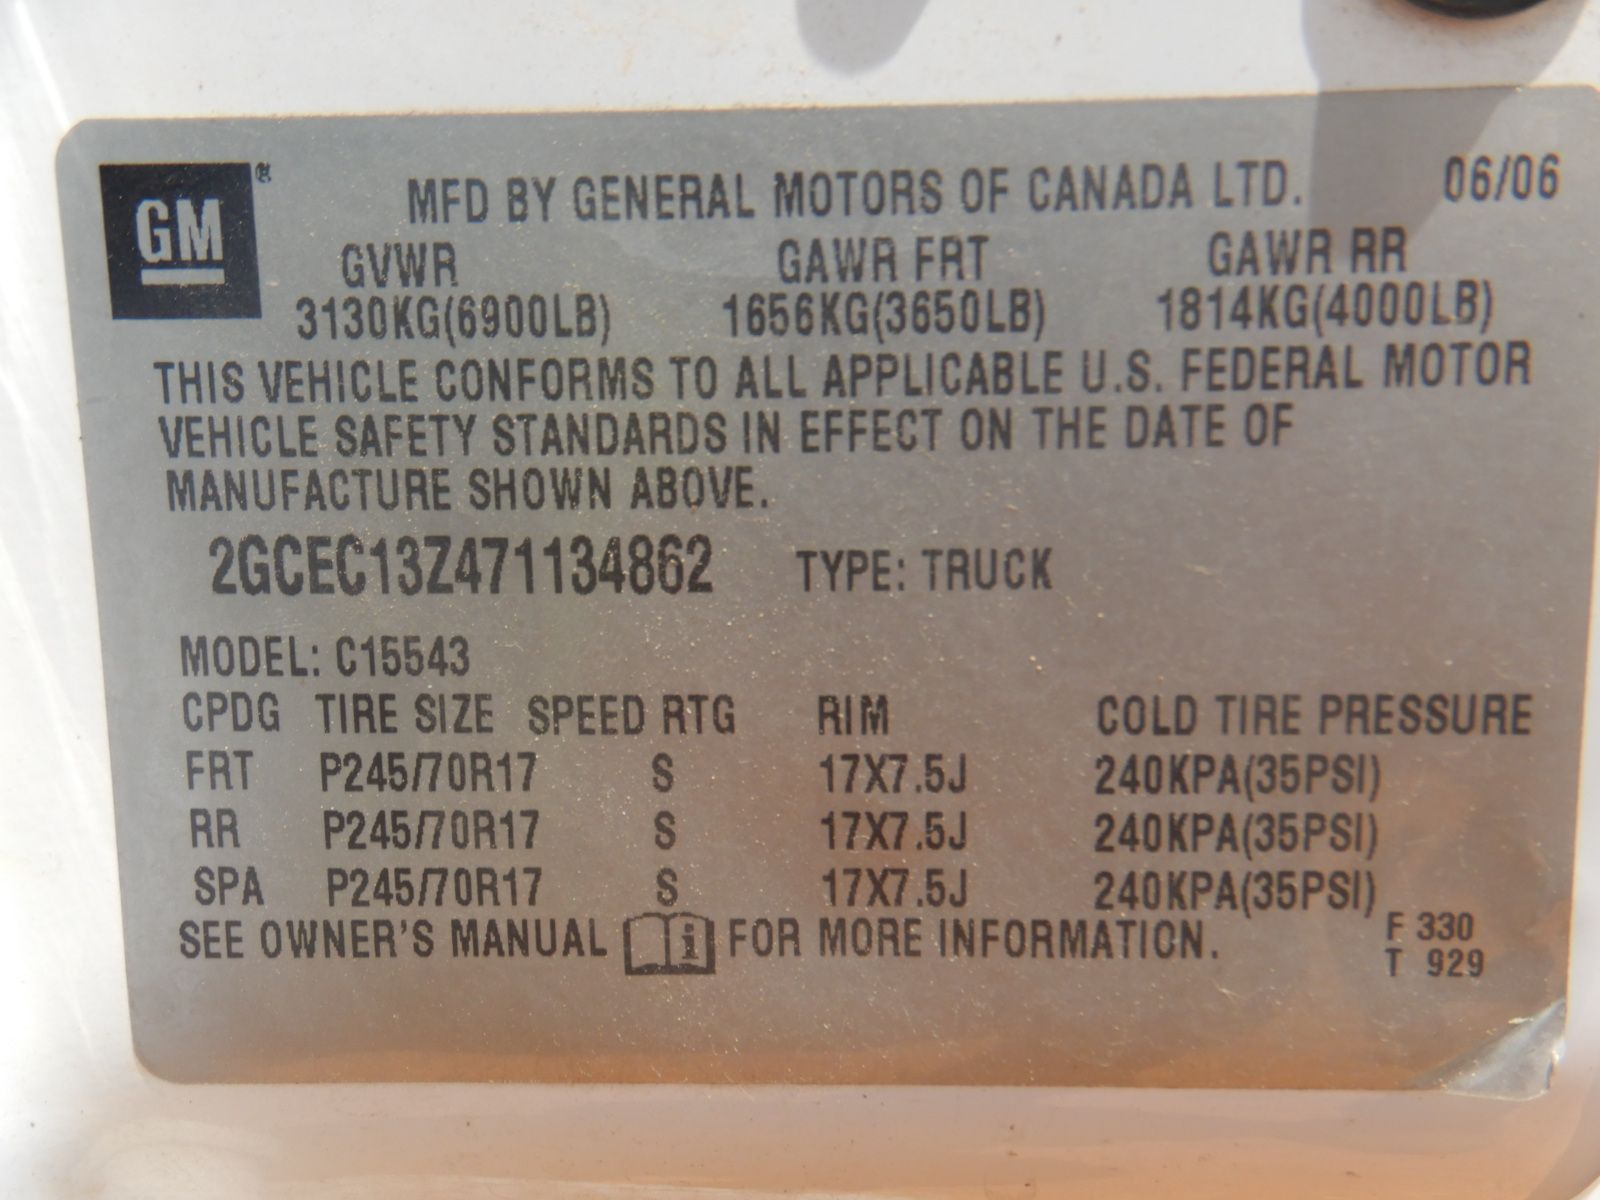 GM®
MFD BY GENERAL MOTORS OF CANADA LTD. 06/06
GVWR GAWR FRT GAWR RR
3130KG(6900LB) 1656KG(3650LB) 1814KG(4000LB)
THIS VEHICLE CONFORMS TO ALL APPLICABLE U.S. FEDERAL MOTOR
VEHICLE SAFETY STANDARDS IN EFFECT ON THE DATE OF
MANUFACTURE SHOWN ABOVE.
2GCEC13Z471134862 TYPE: TRUCK
MODEL: C15543
CPDG TIRE SIZE SPEED RTG RIM COLD TIRE PRESSURE
FRT P245/70R17 S 17X7.5J 240KPA(35PSI)
RR P245/70R17 S 17X7.5J 240KPA(35PSI)
SPA P245/70R17 S 17X7.5J 240KPA(35PSI)
SEE OWNER'S MANUAL i FOR MORE INFORMATION.
F 330
T 929